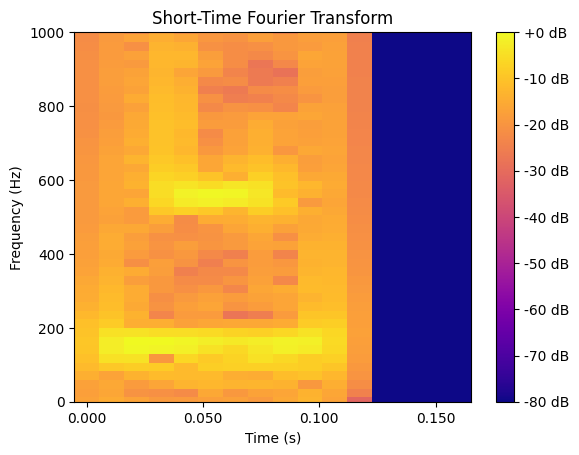 Short-Time Fourier Transform
1000
800
600
400
200
0
Frequency (Hz)
0.000
0.050
0.100
0.150
Time (s)
+0 dB
-10 dB
-20 dB
-30 dB
-40 dB
-50 dB
-60 dB
-70 dB
-80 dB